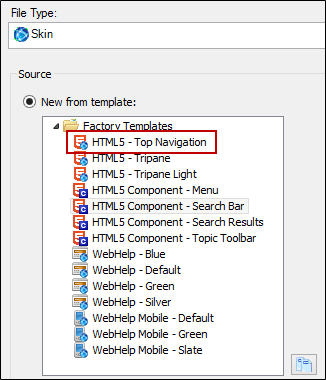 File Type:
Skin
Source
New from template:
Factory Templates
HTML5 - Top Navigation
HTML5 - Tripane
HTML5 - Tripane Light
HTML5 Component - Menu
HTML5 Component - Search Bar
HTML5 Component - Search Results
HTML5 Component - Topic Toolbar
WebHelp - Blue
WebHelp - Default
WebHelp - Green
WebHelp - Silver
WebHelp Mobile - Default
WebHelp Mobile - Green
WebHelp Mobile - Slate